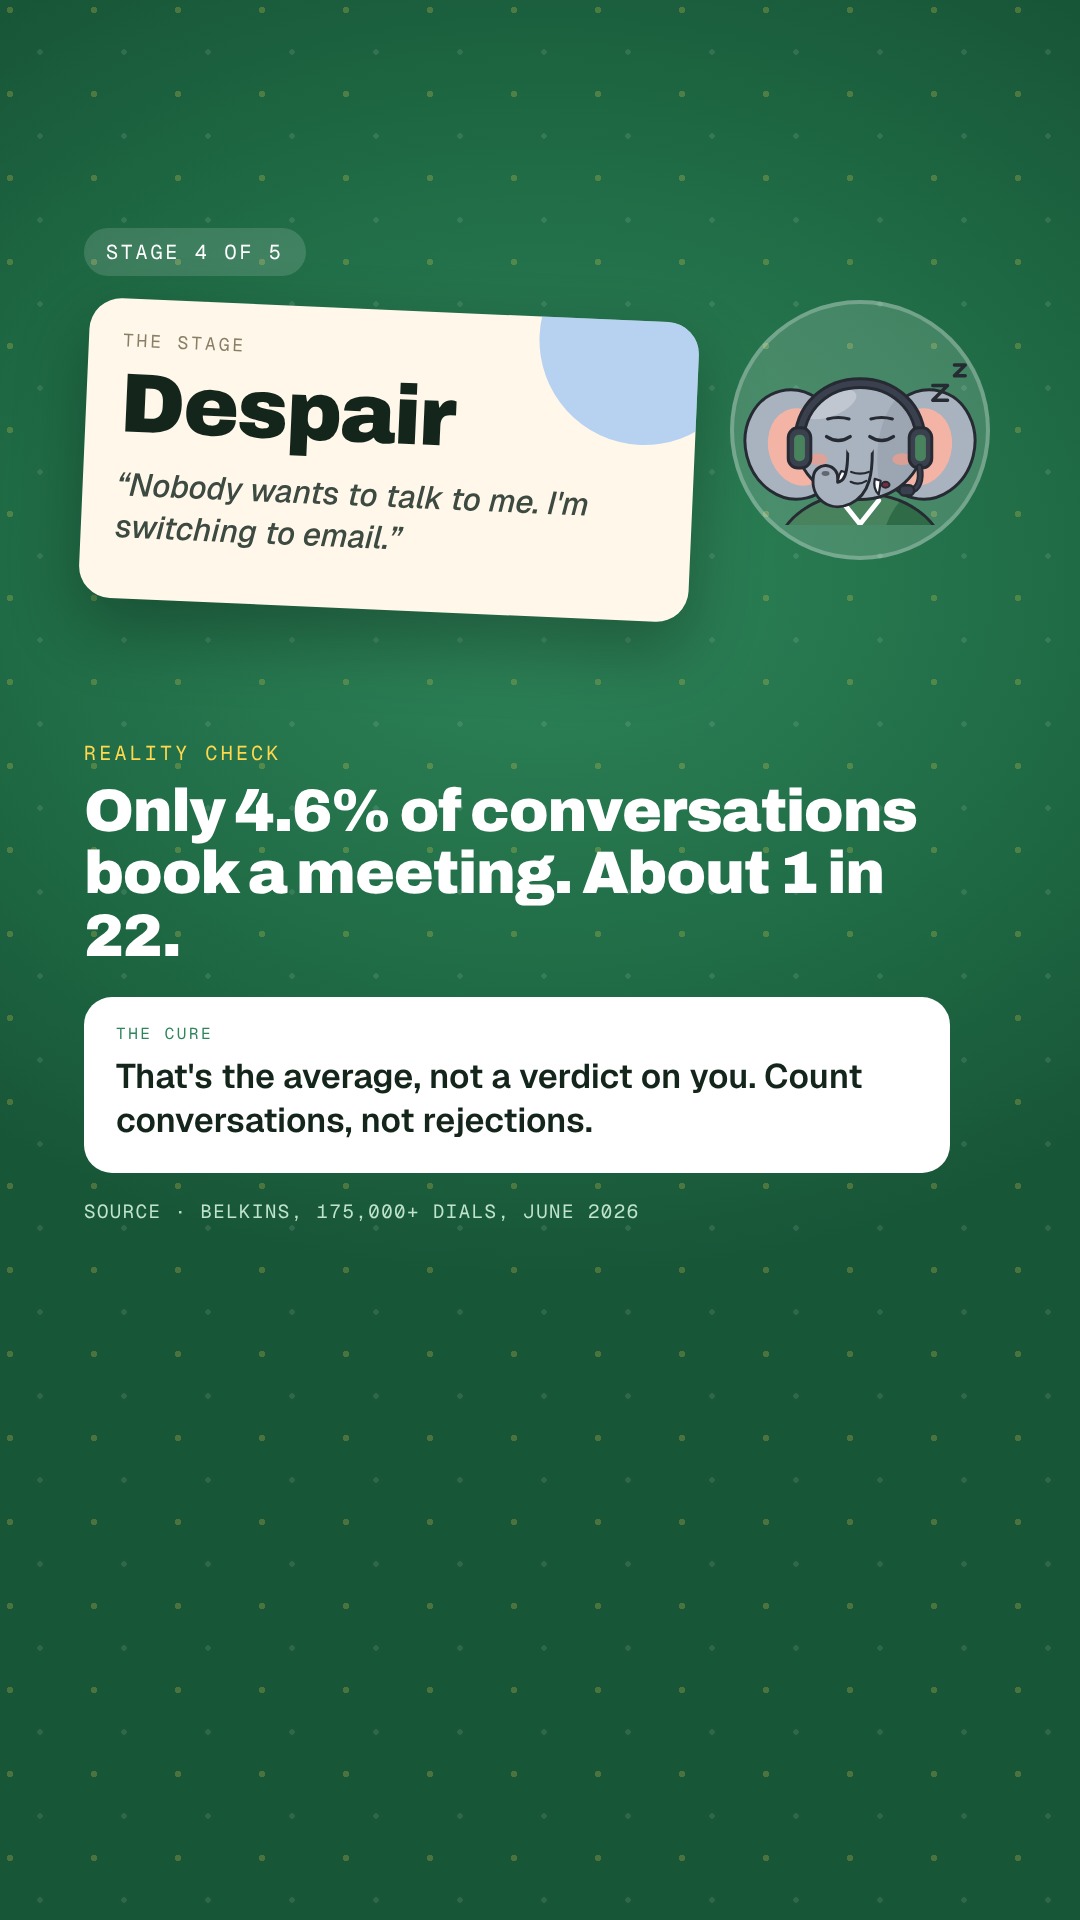 STAGE 4 OF 5
THE STAGE
Despair
“Nobody wants to talk to me. I'm
switching to email.”
z
z
REALITY CHECK
Only 4.6% of conversations
book a meeting. About 1 in
22.
THE CURE
That's the average, not a verdict on you. Count
conversations, not rejections.
SOURCE · BELKINS, 175,000+ DIALS, JUNE 2026